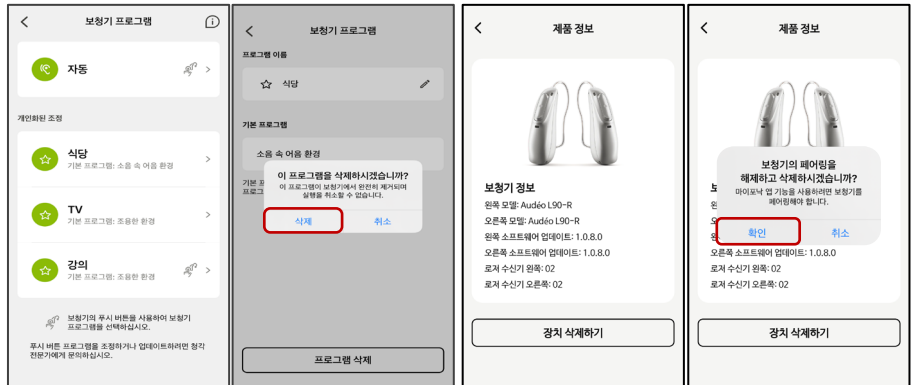 보청기 프로그램
자동
개인화된 조정
식당
기본 프로그램: 소음 속 어음 환경
TV
기본 프로그램: 조용한 환경
강의
기본 프로그램: 조용한 환경
보청기의 푸시 버튼을 사용하여 보청기
프로그램을 선택하십시오.
푸시 버튼 프로그램을 조정하거나 업데이트하려면 청각
전문가에게 문의하십시오.
보청기 프로그램
프로그램 이름
식당
기본 프로그램
소음 속 어음 환경
기본 프
프로그
이 프로그램을 삭제하시겠습니까?
이 프로그램이 보청기에서 완전히 제거되며
실행을 취소할 수 없습니다.
삭제
취소
프로그램 삭제
제품 정보
보청기 정보
왼쪽 모델: Audéo L90-R
오른쪽 모델: Audéo L90-R
왼쪽 소프트웨어 업데이트: 1.0.8.0
오른쪽 소프트웨어 업데이트: 1.0.8.0
로저 수신기 왼쪽: 02
로저 수신기 오른쪽: 02
장치 삭제하기
제품 정보
보청기의 페어링을
해제하고 삭제하시겠습니까?
마이포낙 앱 기능을 사용하려면 보청기를
페어링해야 합니다.
확인
취소
오른쪽 소프트웨어 업데이트: 1.0.8.0
로저 수신기 왼쪽: 02
로저 수신기 오른쪽: 02
장치 삭제하기